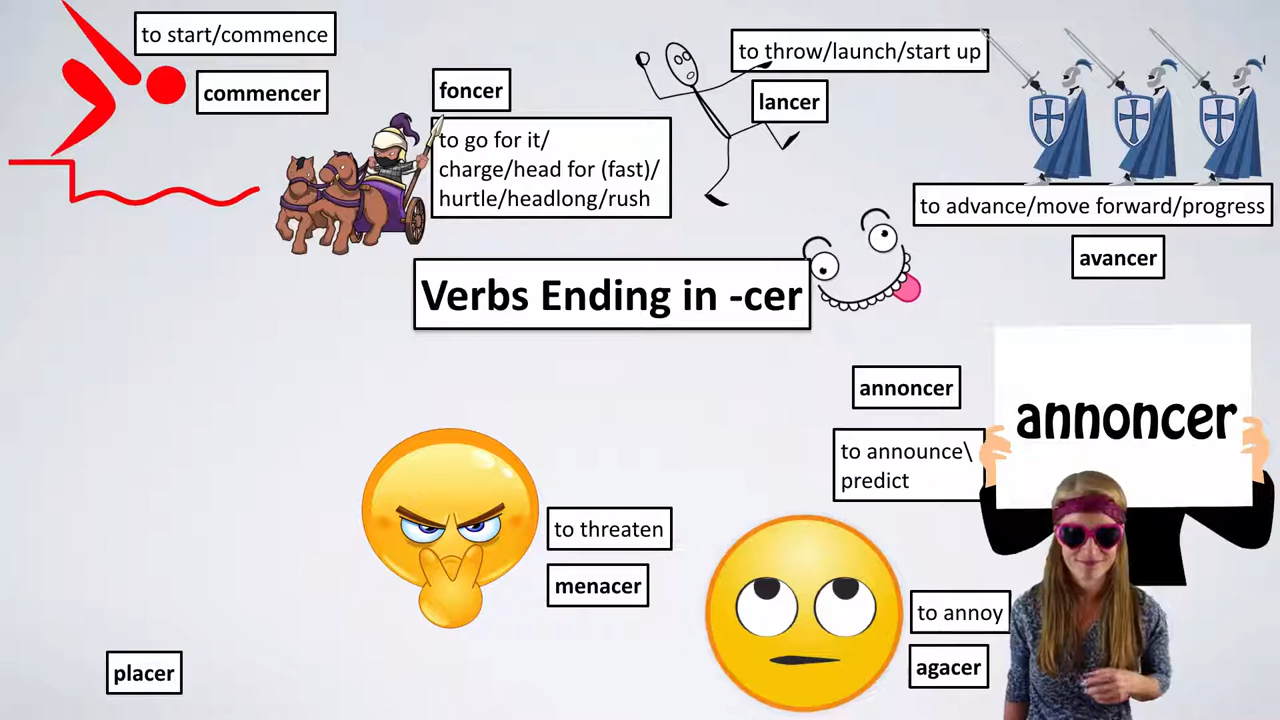 to start/commence
commencer
foncer
to go for it/
charge/head for (fast)/
hurtle/headlong/rush
to throw/launch/start up
lancer
to advance/move forward/progress
avancer
Verbs Ending in -cer
annoncer
annoncer
to announce\
predict
to threaten
menacer
to annoy
agacer
placer